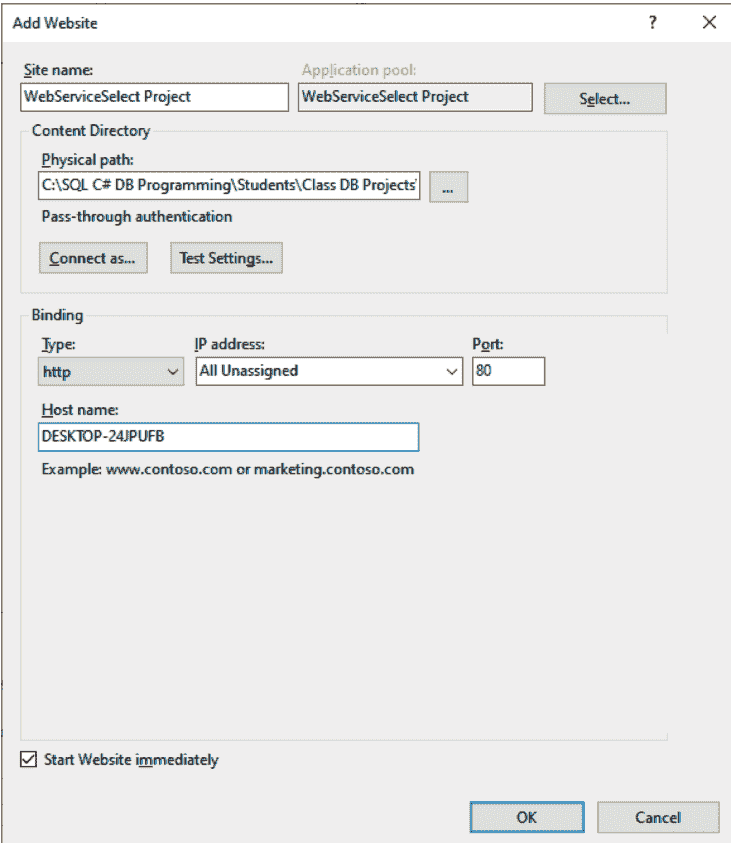 Add Website
?
Site name:
Application pool:
WebServiceSelect Project
WebServiceSelect Project
Select...
Content Directory
Physical path:
C:\SQL C# DB Programming\Students\Class DB Projects\
...
Pass-through authentication
Connect as...
Test Settings...
Binding
Type:
IP address:
Port:
http
All Unassigned
80
Host name:
DESKTOP-24JPUFB
Example: www.contoso.com or marketing.contoso.com
Start Website immediately
OK
Cancel